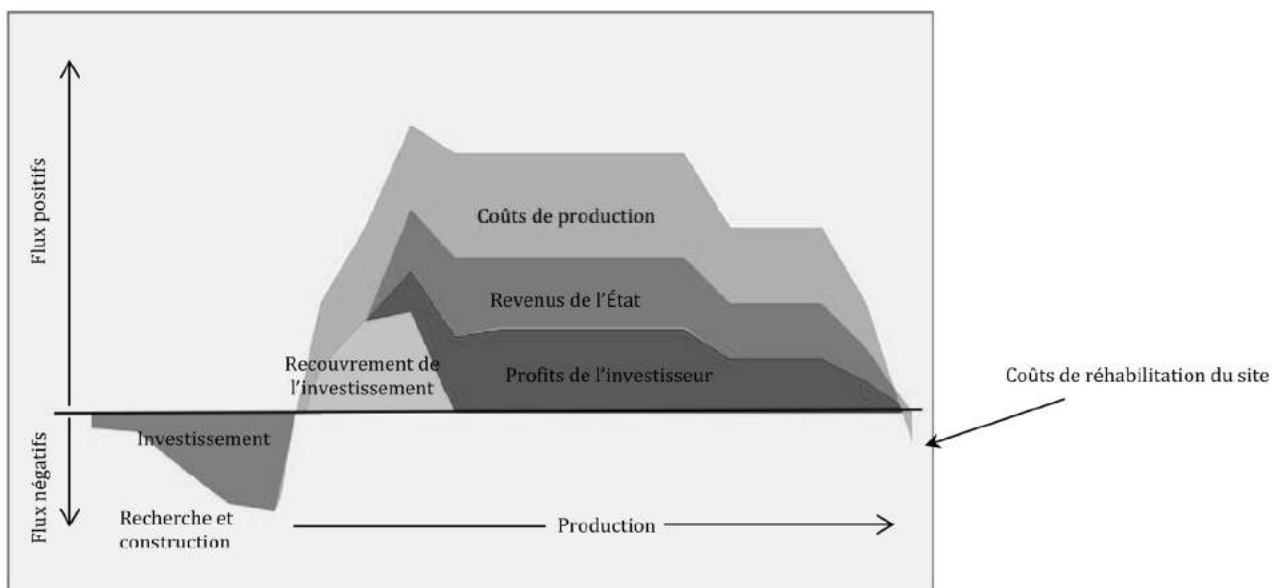 Flux positifs
Flux négatifs
Coûts de production
Revenus de l'État
Recouvrement de
l'investissement
Profits de l'investisseur
Coûts de réhabilitation du site
Investissement
Recherche et
construction
Production